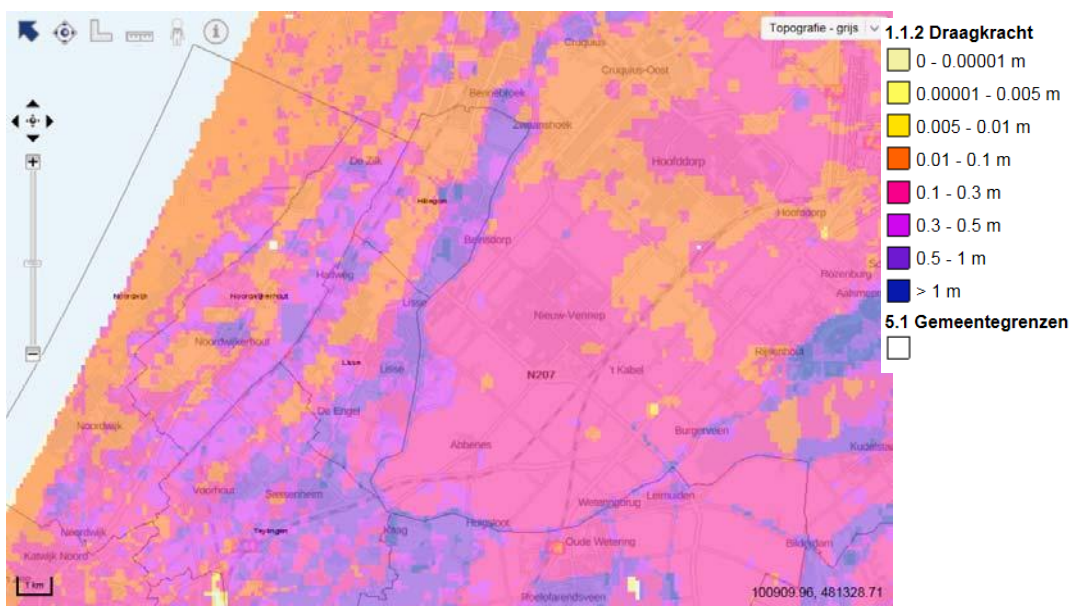 Topografie - grijs
1.1.2 Draagkracht
0 - 0.00001 m
0.00001 - 0.005 m
0.005 - 0.01 m
0.01 - 0.1 m
0.1 - 0.3 m
0.3 - 0.5 m
0.5 - 1 m
> 1 m
5.1 Gemeentegrenzen
Cruquius
Cruquius-Oost
Bennebroek
Zwaanshoek
De Zilk
Hoofddorp
Hillegom
Hoofddorp
Beinsdorp
Halfweg
Rozenburg
Noordwijk
Noordwijkerhout
Aalsmeer
Lisse
Nieuw-Vennep
Noordwijkerhout
Rijsenhout
Lisse
Lisse
't Kabel
N207
De Engel
Noordwijk
Burgerveen
Abbenes
Kudelstaa
Voorhout
Sassenheim
Leimuiden
Weteringbrug
Huigsloot
Kaag
Teylingen
Noordwijk
Oude Wetering
Bilderdam
Katwijk Noord
1 km
100909.96, 481328.71
Roelofarendsveen